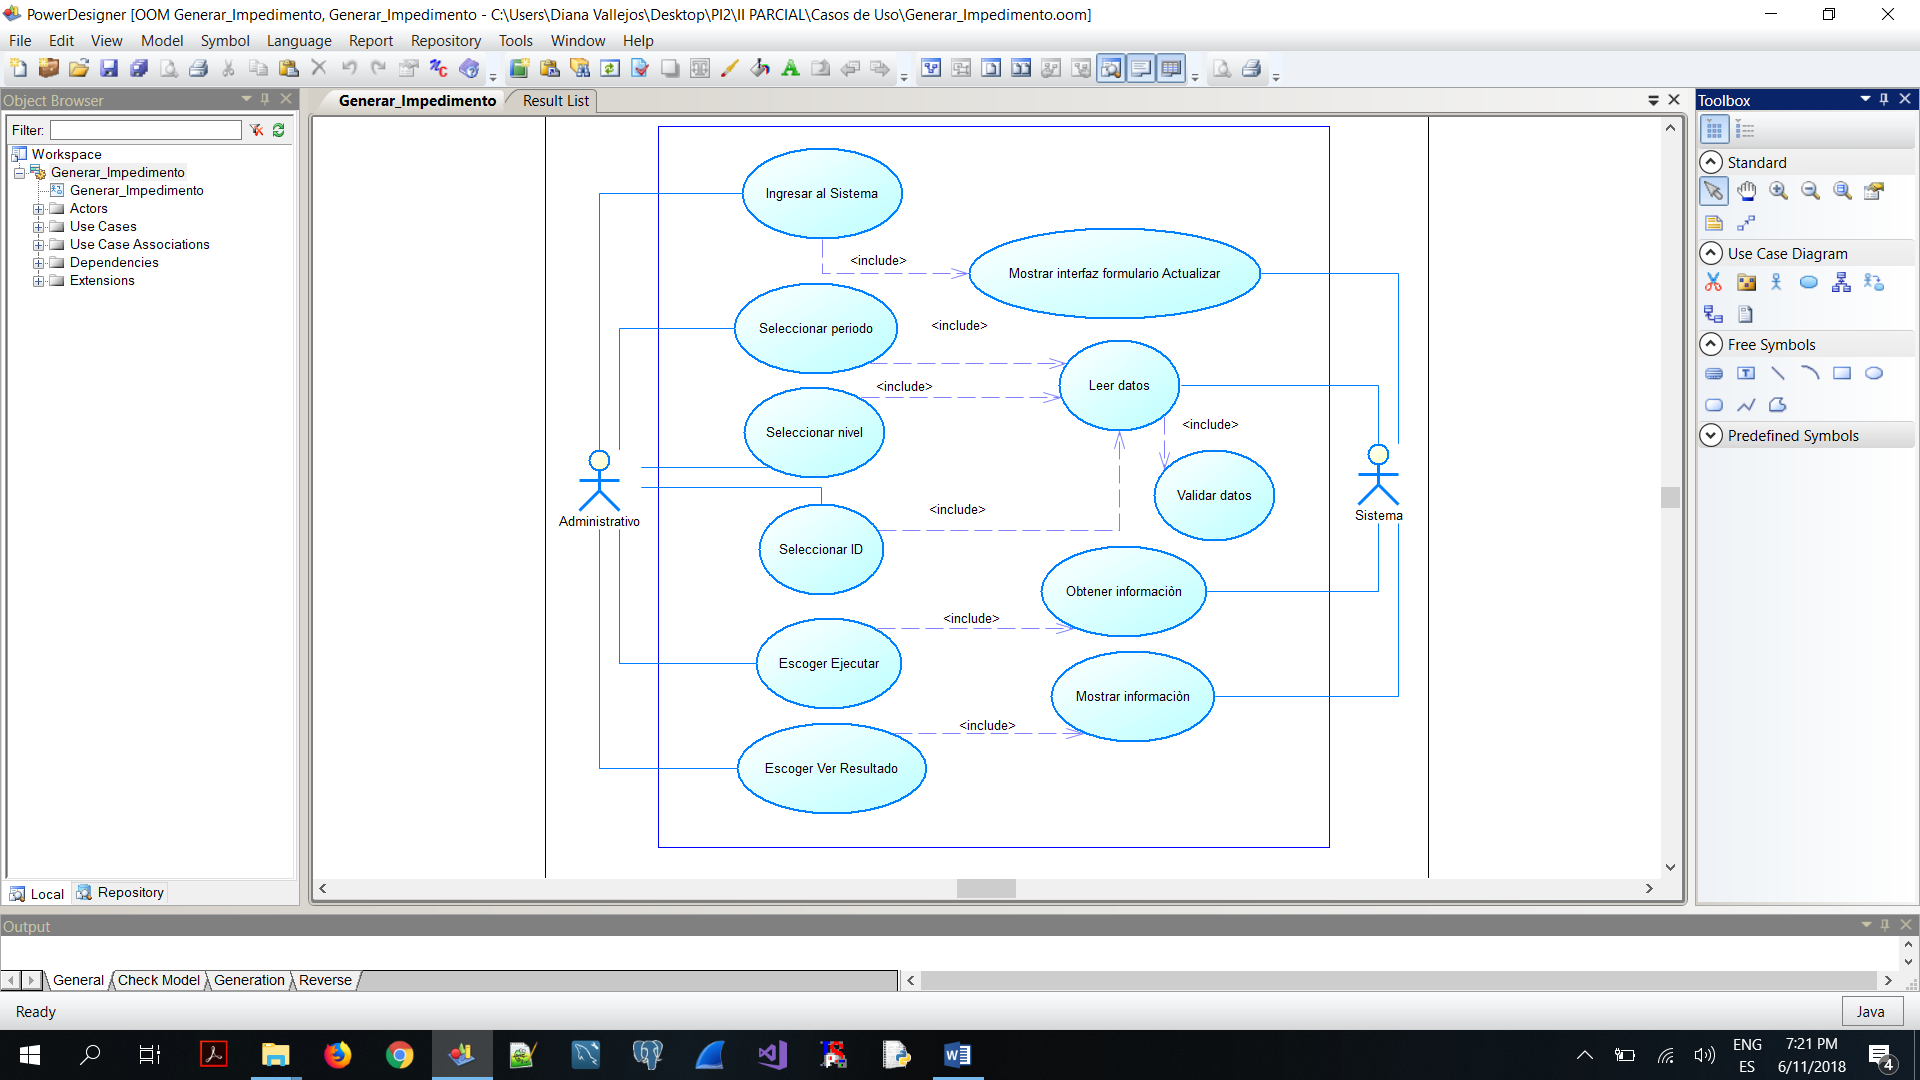 PowerDesigner [OOM Generar_Impedimento, Generar_Impedimento - C:\Users\Diana Vallejos\Desktop\PI2\II PARCIAL\Casos de Uso\Generar_Impedimento.oom]
File Edit View Model Symbol Language Report Repository Tools Window Help
Object Browser
Filter:
Workspace
Generar_Impedimento
Generar_Impedimento
Actors
Use Cases
Use Case Associations
Dependencies
Extensions
Local Repository
Generar_Impedimento Result List
Ingresar al Sistema
<include>
Mostrar interfaz formulario Actualizar
Seleccionar periodo
<include>
Leer datos
<include>
Seleccionar nivel
<include>
Validar datos
Administrativo
Sistema
<include>
Seleccionar ID
Obtener informaciòn
<include>
Escoger Ejecutar
Mostrar informaciòn
<include>
Escoger Ver Resultado
Toolbox
Standard
Use Case Diagram
Free Symbols
Predefined Symbols
Output
General Check Model Generation Reverse
Ready
Java
ENG
ES
7:21 PM
6/11/2018
4